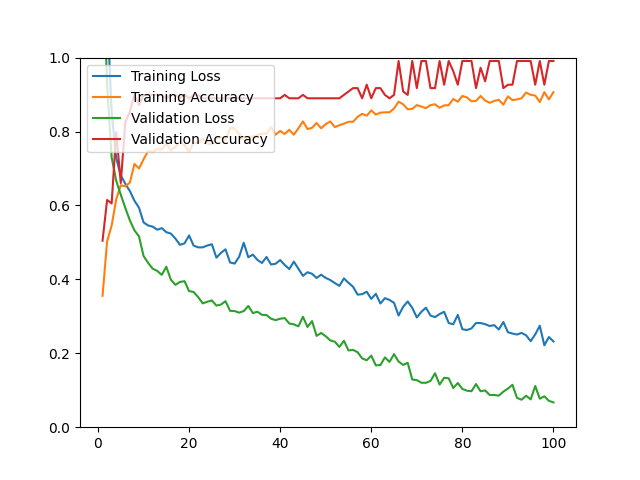 1.0
0.8
0.6
0.4
0.2
0.0
Training Loss
Training Accuracy
Validation Loss
Validation Accuracy
0 20 40 60 80 100